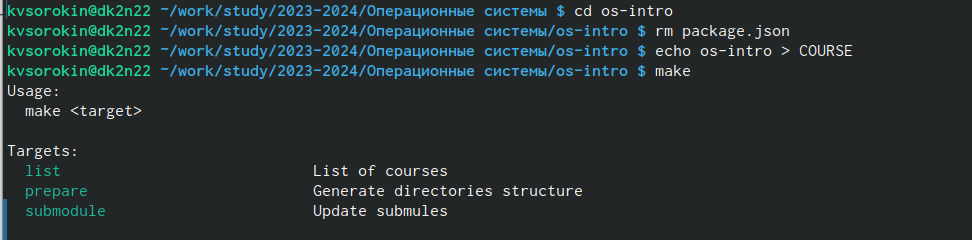 kvsorokin@dk2n22 ~/work/study/2023-2024/Операционные системы $ cd os-intro
kvsorokin@dk2n22 ~/work/study/2023-2024/Операционные системы/os-intro $ rm package.json
kvsorokin@dk2n22 ~/work/study/2023-2024/Операционные системы/os-intro $ echo os-intro > COURSE
kvsorokin@dk2n22 ~/work/study/2023-2024/Операционные системы/os-intro $ make
Usage:
  make <target>

Targets:
  list                            List of courses
  prepare                         Generate directories structure
  submodule                       Update submules